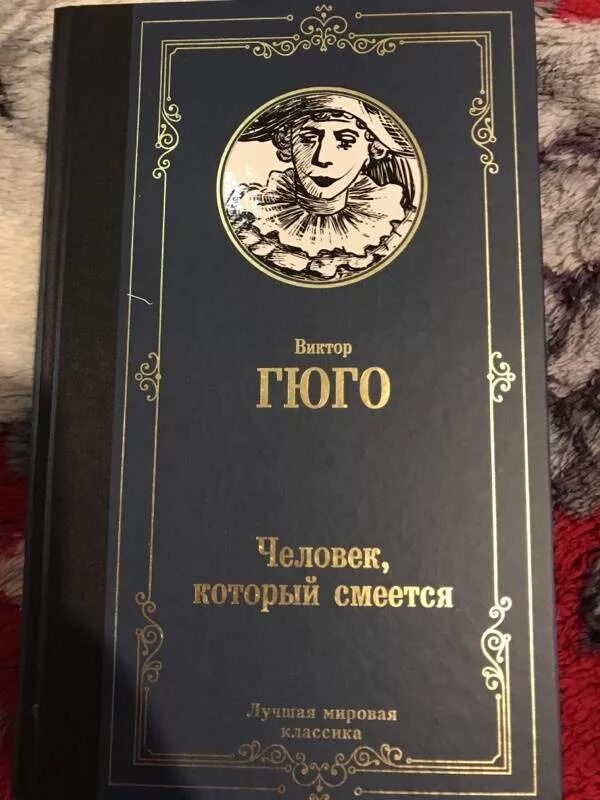 Виктор
ГЮГО
Человек,
который смеется
Лучшая мировая
классика